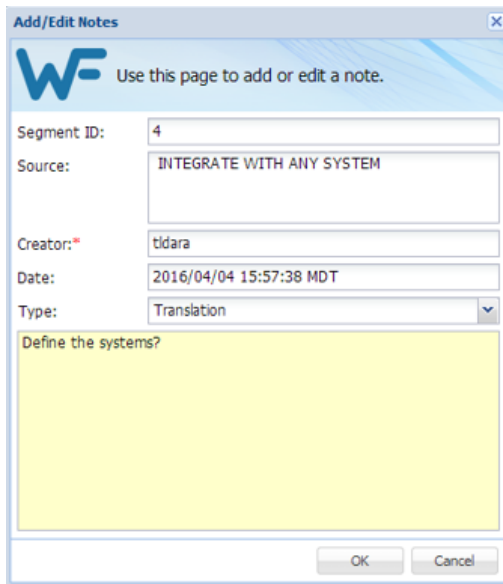 Add/Edit Notes
WF Use this page to add or edit a note.
Segment ID: 4
Source: INTEGRATE WITH ANY SYSTEM
Creator:* tldara
Date: 2016/04/04 15:57:38 MDT
Type: Translation
Define the systems?
OK Cancel